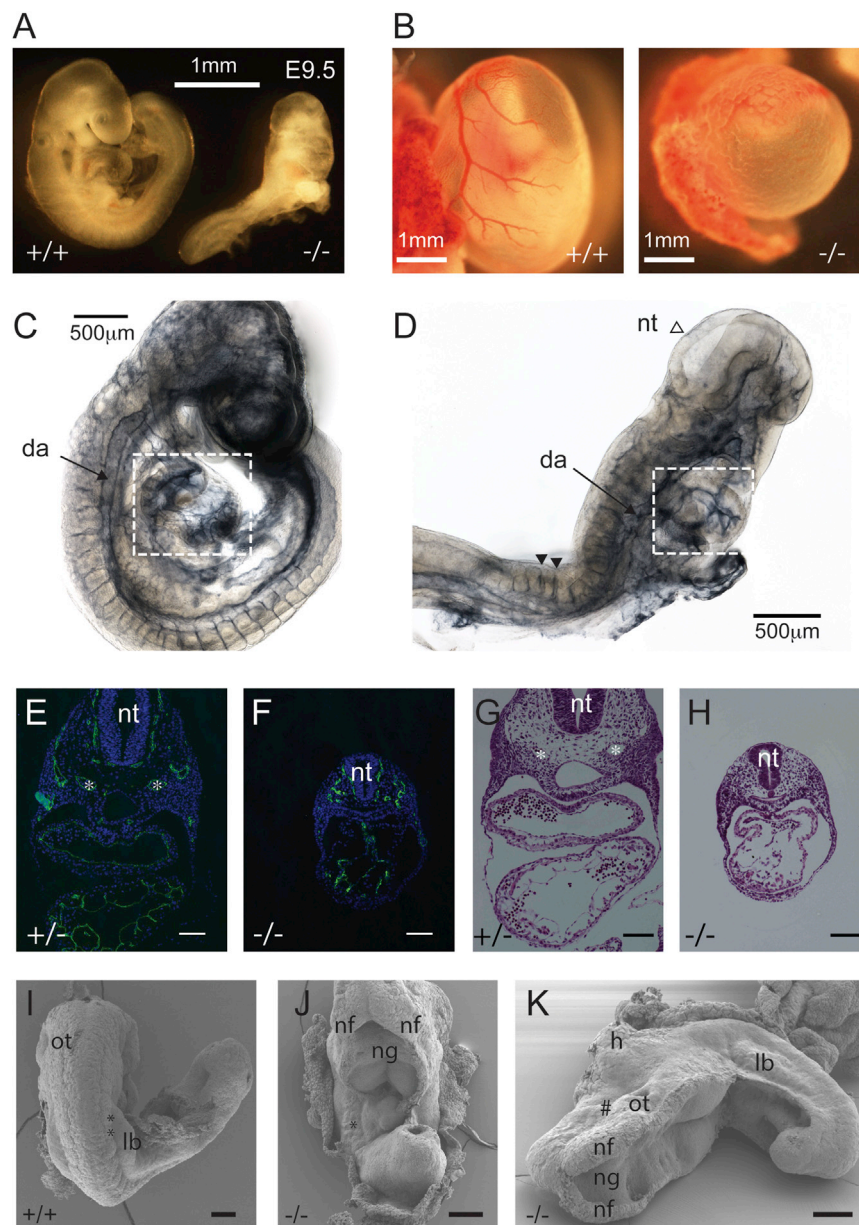 A
1mm
E9.5
+/+
-/-
B
1mm
+/+
1mm
-/-
C
500μm
da
D
nt
da
500μm
E
nt
* *
+/-
F
nt
-/-
G
nt
* *
+/-
H
nt
-/-
I
ot
*
*
lb
+/+
J
nf nf
ng
*
-/-
K
h
lb
# ot
nf
ng
nf
*
-/-